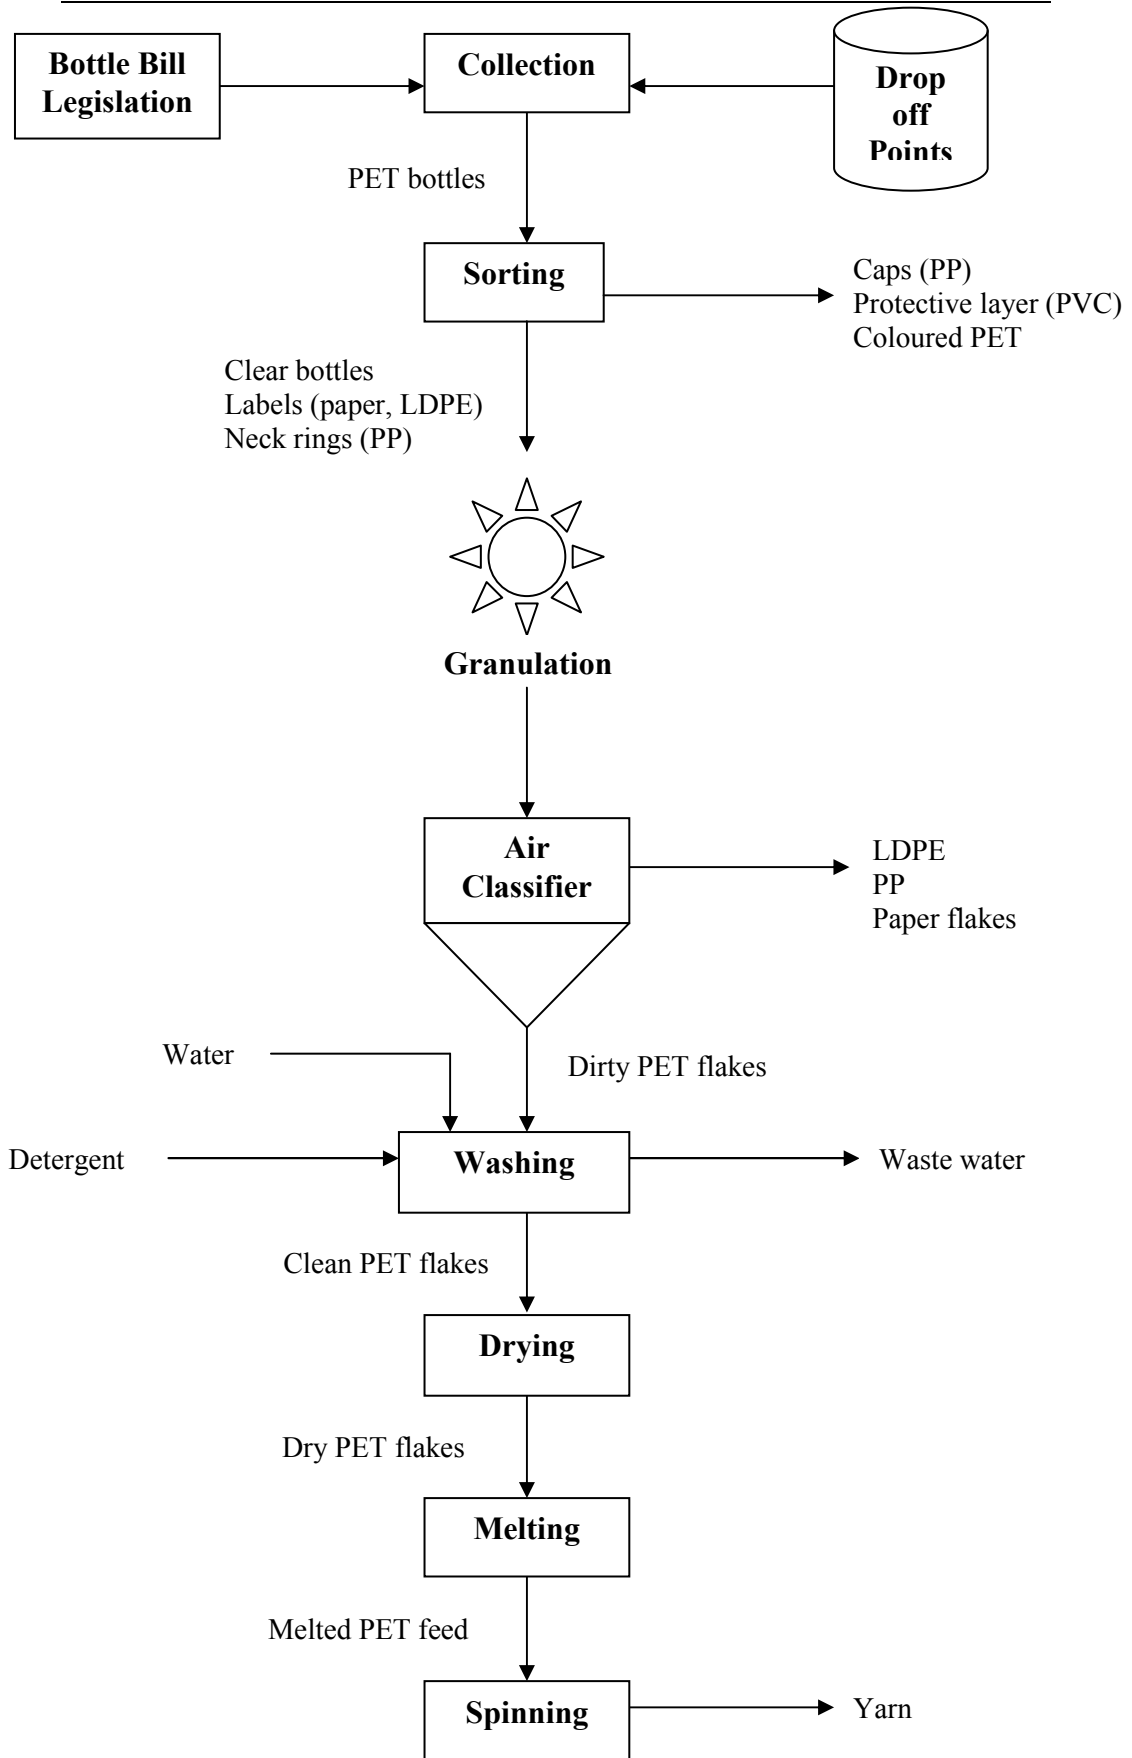 Bottle Bill
Legislation
Collection
Drop
off
Points
PET bottles
Sorting
Caps (PP)
Protective layer (PVC)
Coloured PET
Clear bottles
Labels (paper, LDPE)
Neck rings (PP)
Granulation
Air
Classifier
LDPE
PP
Paper flakes
Water
Dirty PET flakes
Detergent
Washing
Waste water
Clean PET flakes
Drying
Dry PET flakes
Melting
Melted PET feed
Spinning
Yarn